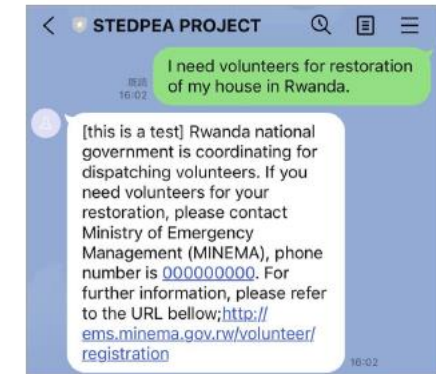 STEDPEA PROJECT
I need volunteers for restoration
of my house in Rwanda.
既読
16:02
[this is a test] Rwanda national
government is coordinating for
dispatching volunteers. If you
need volunteers for your
restoration, please contact
Ministry of Emergency
Management (MINEMA), phone
number is 000000000. For
further information, please refer
to the URL bellow;http://
ems.minema.gov.rw/volunteer/
registration
16:02